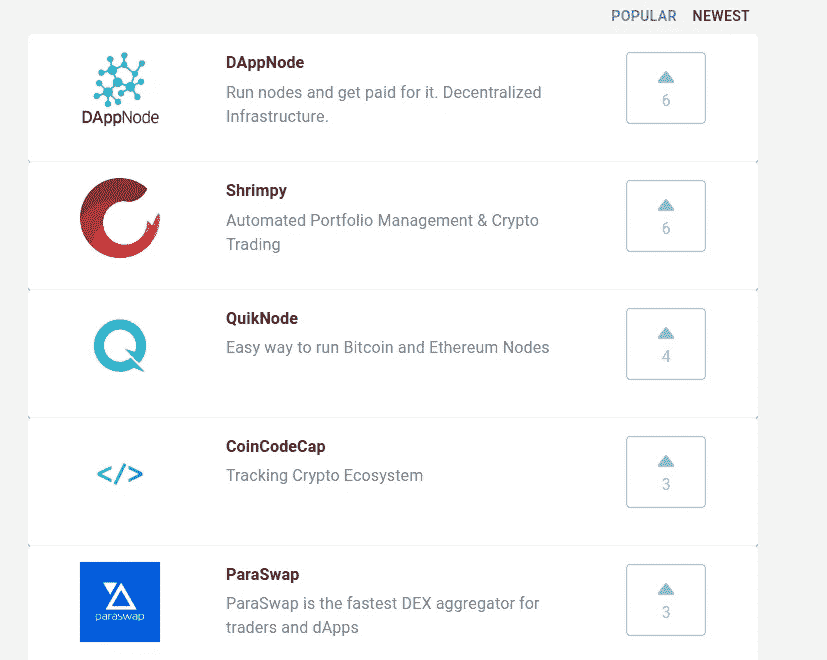 POPULAR NEWEST
DAppNode
DAppNode
Run nodes and get paid for it. Decentralized
Infrastructure.
6
Shrimpy
Automated Portfolio Management & Crypto
Trading
6
QuikNode
Easy way to run Bitcoin and Ethereum Nodes
4
</>
CoinCodeCap
Tracking Crypto Ecosystem
3
paraswap
ParaSwap
ParaSwap is the fastest DEX aggregator for
traders and dApps
3